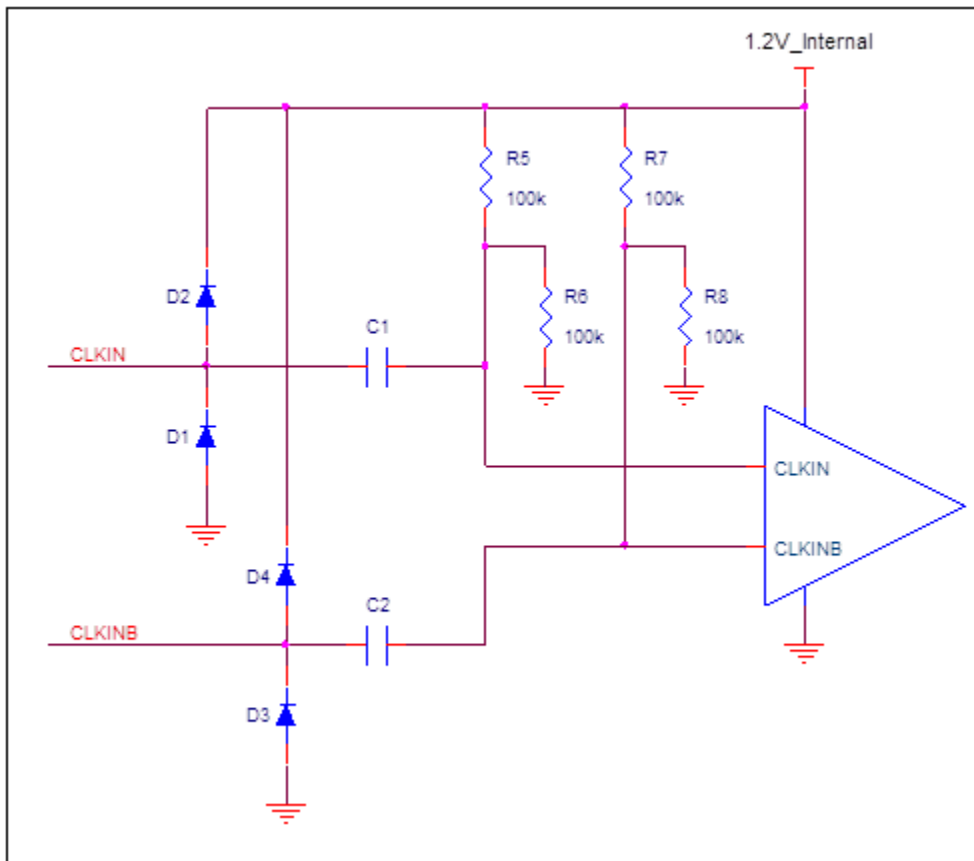 1.2V_Internal
R5
100k
R7
100k
D2
R6
100k
R8
100k
C1
CLKIN
D1
CLKIN
CLKINB
D4
C2
CLKINB
D3